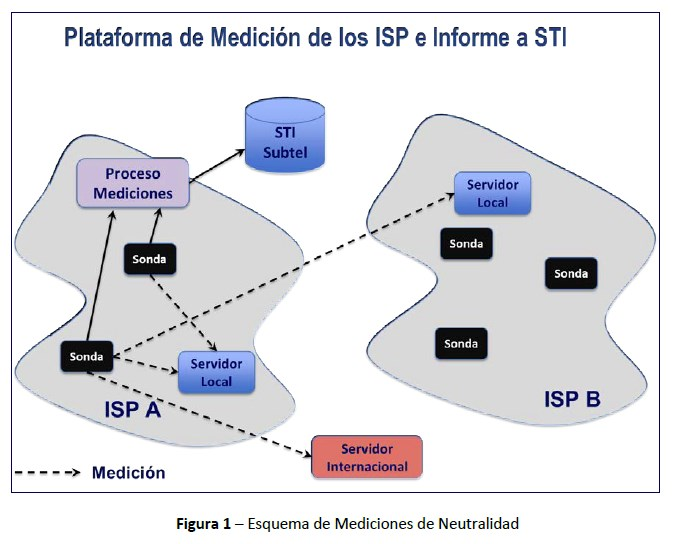 Plataforma de Medición de los ISP e Informe a STI
STI
Subtel
Proceso
Mediciones
Servidor
Local
Sonda
Sonda
Sonda
Sonda
Sonda
Servidor
Local
ISP A
ISP B
Servidor
Internacional
Medición
Figura 1 – Esquema de Mediciones de Neutralidad